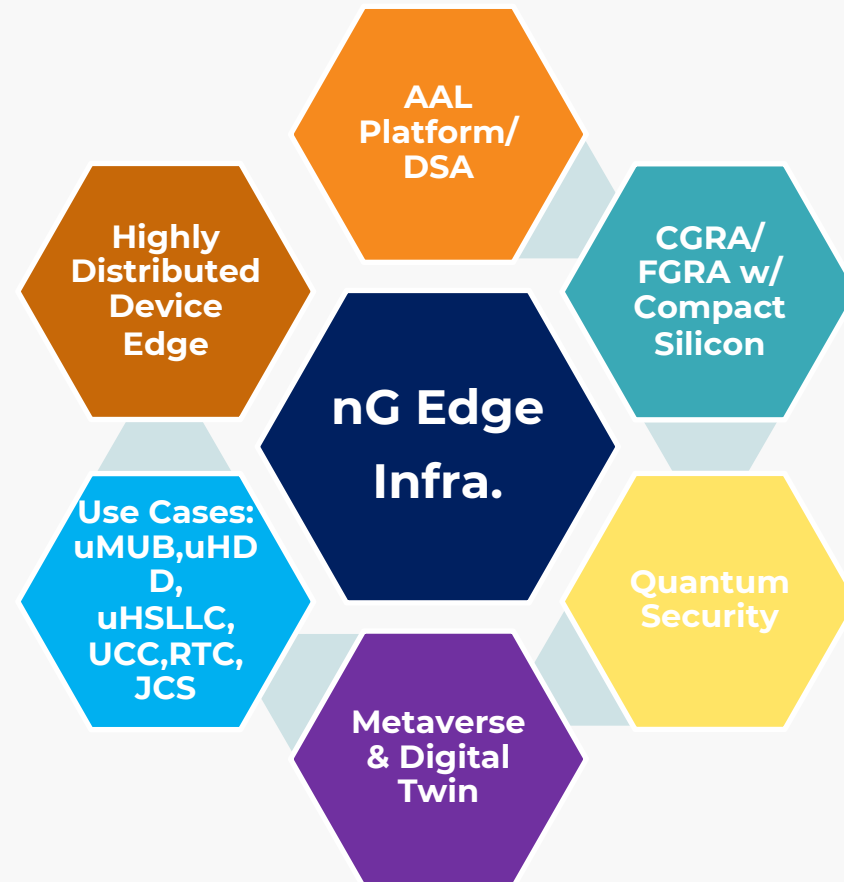 AAL
Platform/
DSA
CGRA/
FGRA w/
Compact
Silicon
Quantum
Security
Metaverse
& Digital
Twin
Use Cases:
uMUB,uHD
D,
uHSLLC,
UCC,RTC,
JCS
Highly
Distributed
Device
Edge
nG Edge
Infra.